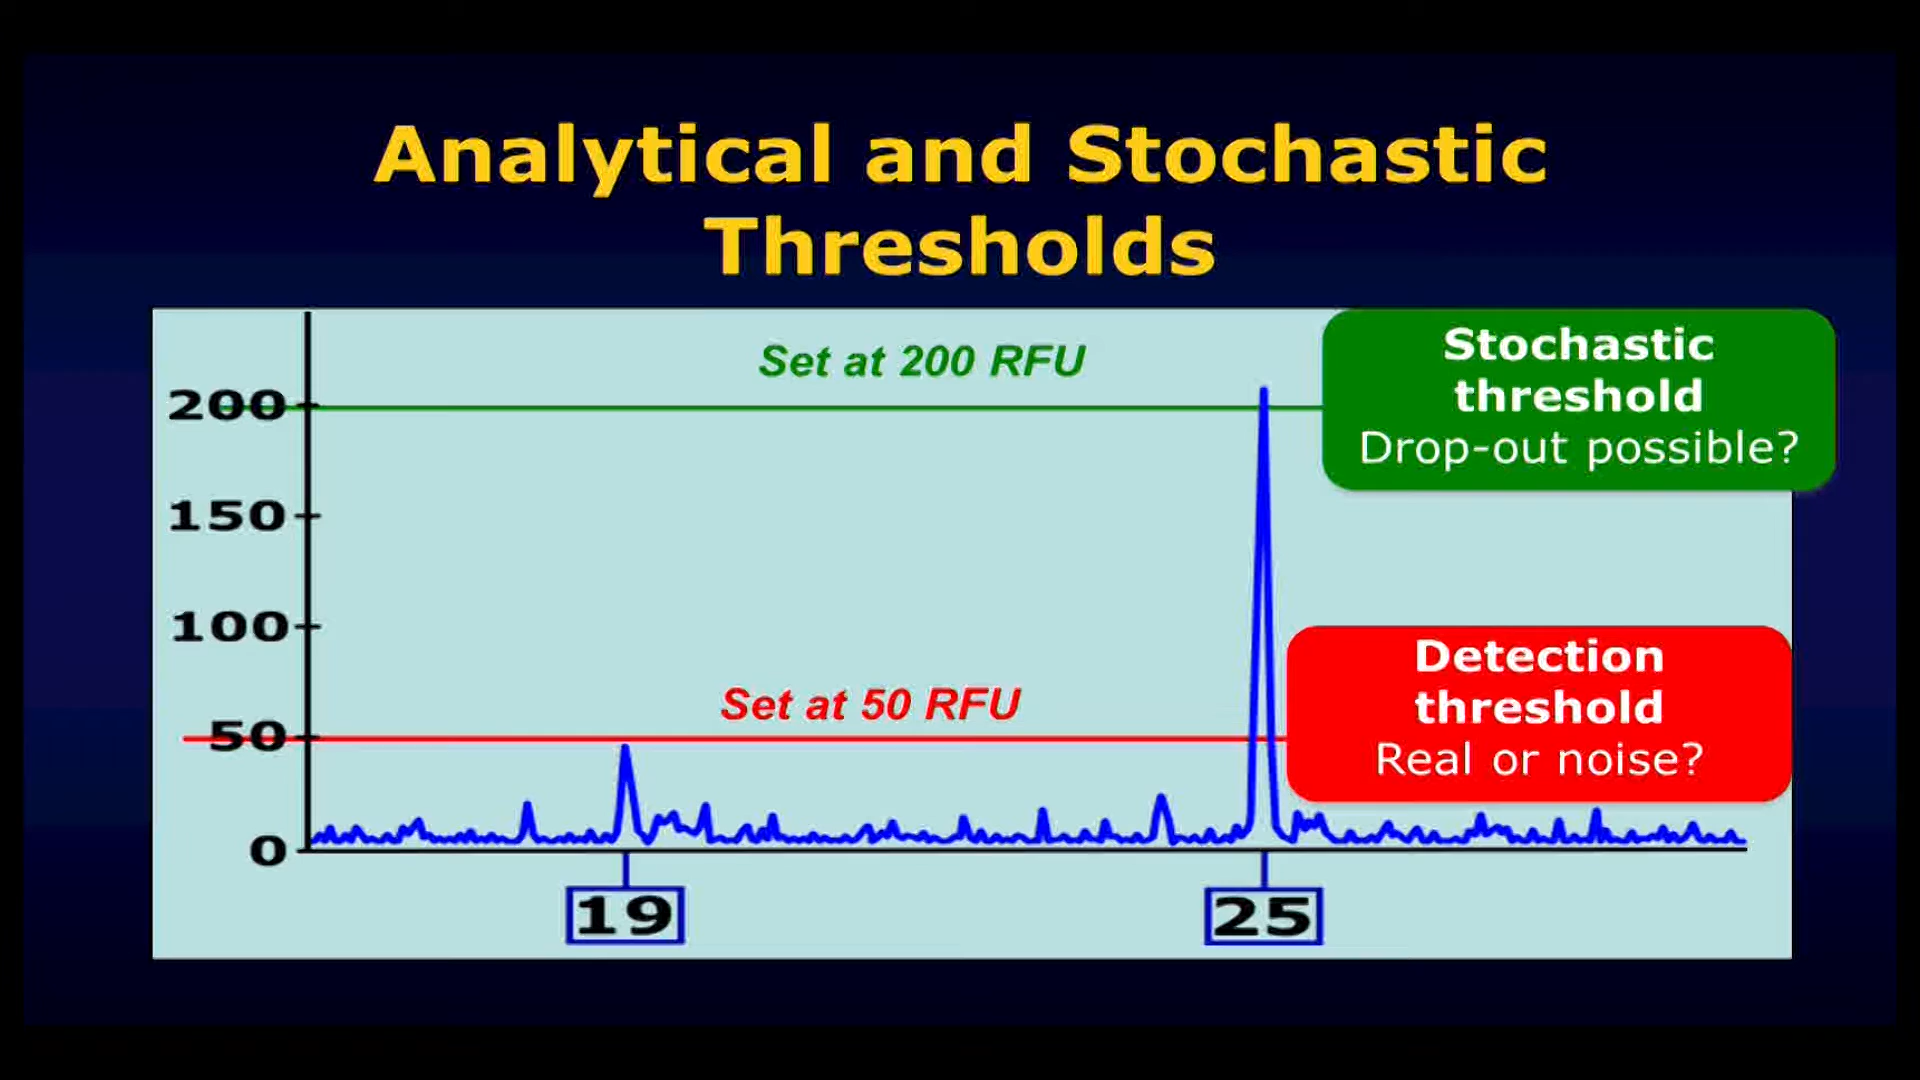 Analytical and Stochastic
Thresholds
Set at 200 RFU
Stochastic
threshold
Drop-out possible?
200
150
100
Detection
threshold
Real or noise?
Set at 50 RFU
50
0
19
25